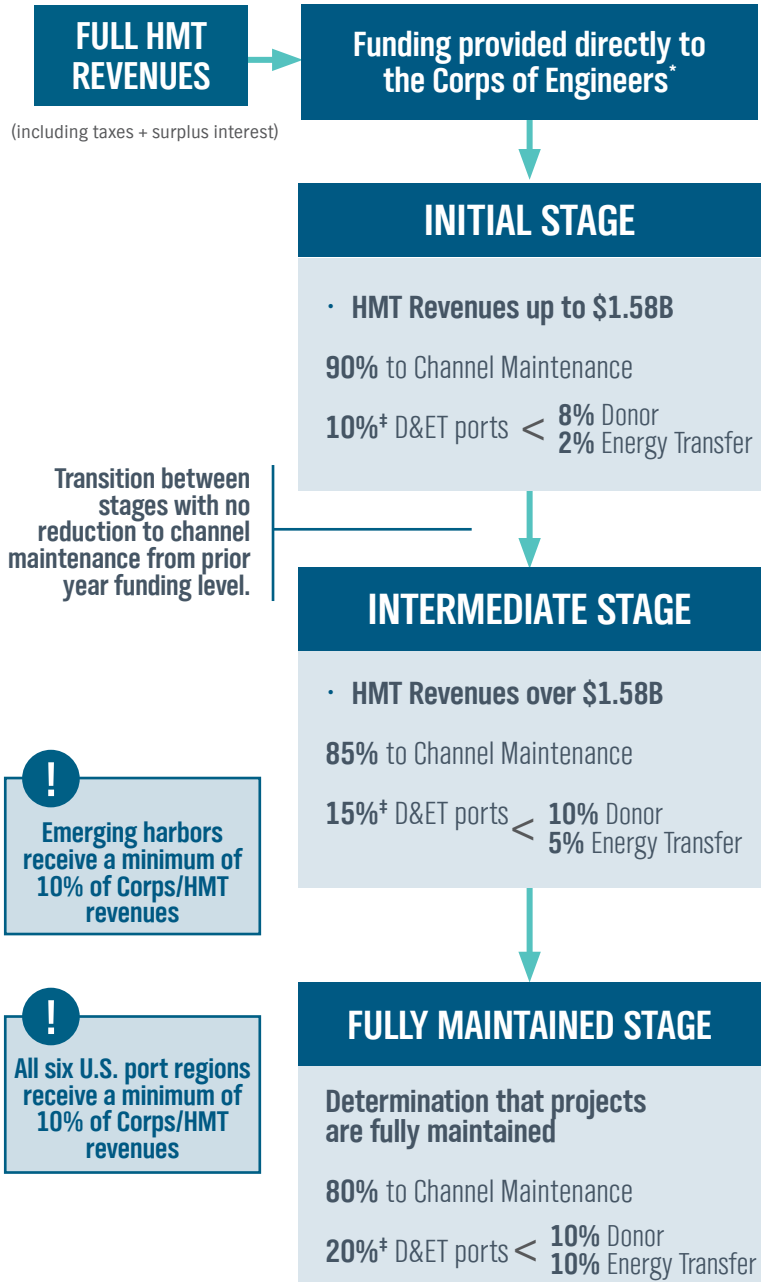 FULL HMT
REVENUES
(including taxes + surplus interest)
Funding provided directly to
the Corps of Engineers*
INITIAL STAGE
· HMT Revenues up to $1.58B
90% to Channel Maintenance
10%‡ D&ET ports < 8% Donor
2% Energy Transfer
Transition between
stages with no
reduction to channel
maintenance from prior
year funding level.
INTERMEDIATE STAGE
· HMT Revenues over $1.58B
85% to Channel Maintenance
15%‡ D&ET ports < 10% Donor
5% Energy Transfer
!
Emerging harbors
receive a minimum of
10% of Corps/HMT
revenues
!
All six U.S. port regions
receive a minimum of
10% of Corps/HMT
revenues
FULLY MAINTAINED STAGE
Determination that projects
are fully maintained
80% to Channel Maintenance
20%‡ D&ET ports < 10% Donor
10% Energy Transfer